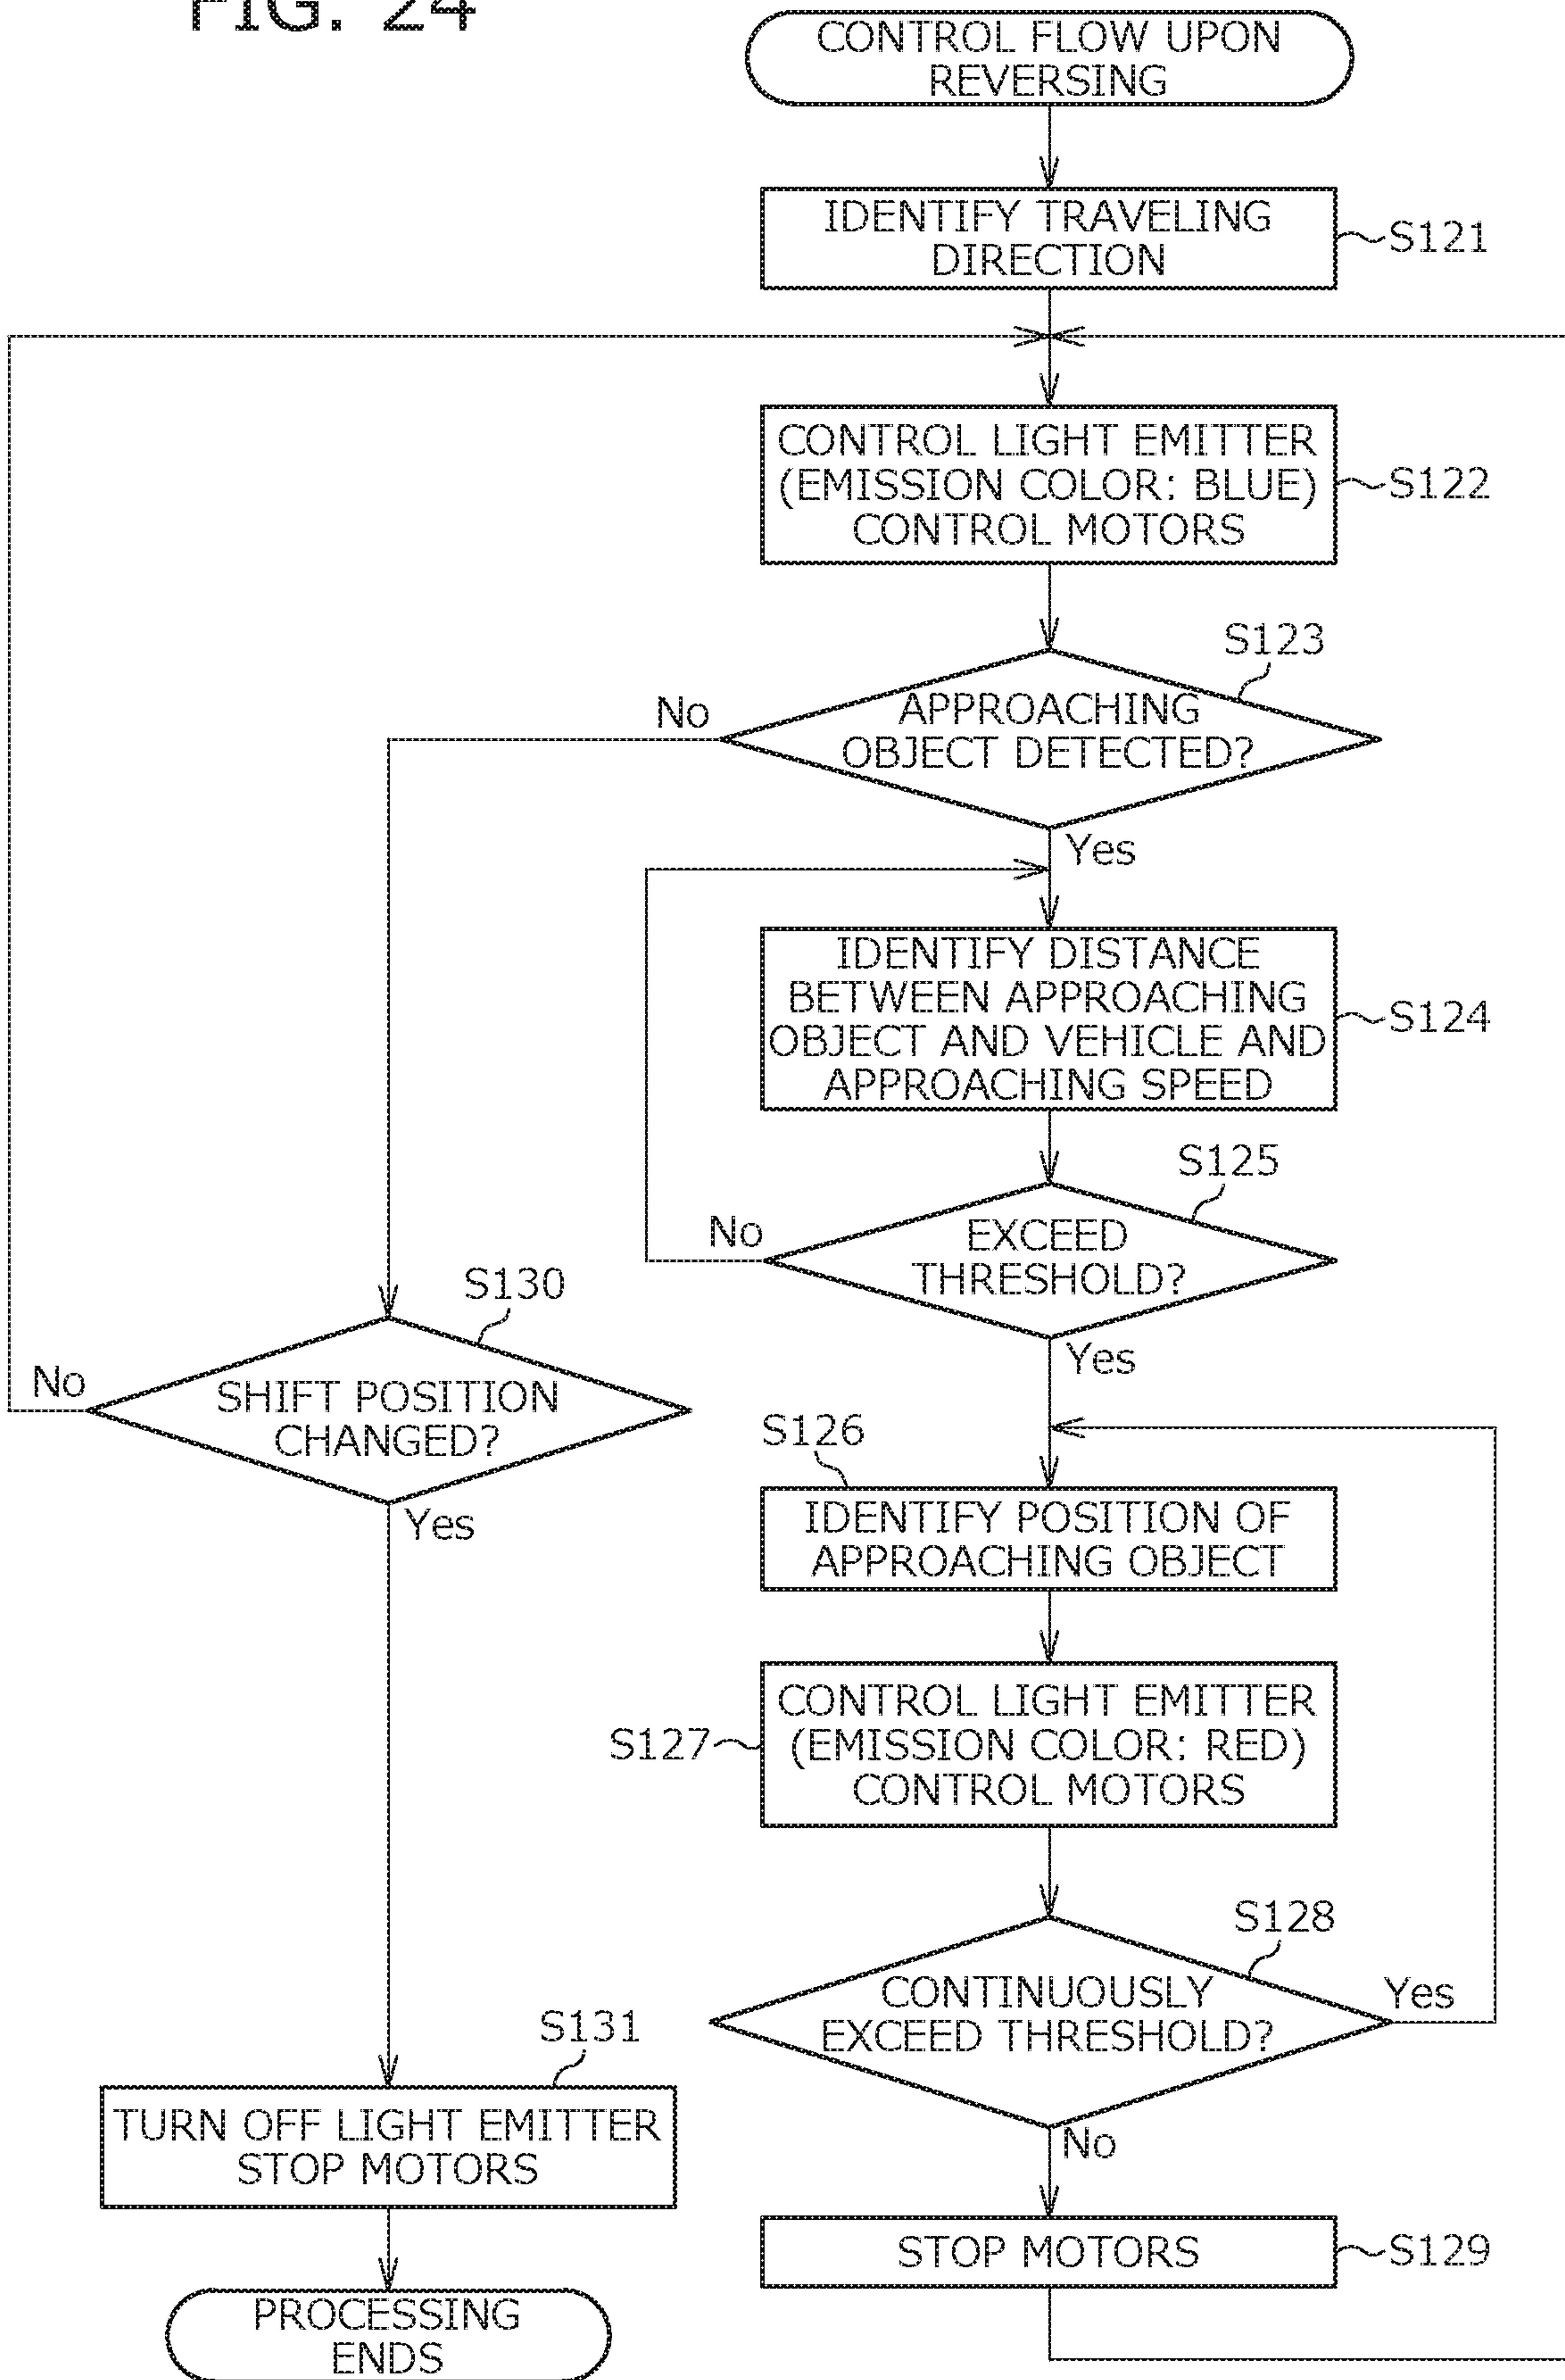 FIG. 24
CONTROL FLOW UPON
REVERSING
IDENTIFY TRAVELING
DIRECTION
S121
CONTROL LIGHT EMITTER
(EMISSION COLOR: BLUE)
CONTROL MOTORS
S122
S123
APPROACHING
OBJECT DETECTED?
No
Yes
IDENTIFY DISTANCE
BETWEEN APPROACHING
OBJECT AND VEHICLE AND
APPROACHING SPEED
S124
S125
EXCEED
THRESHOLD?
No
Yes
S130
SHIFT POSITION
CHANGED?
No
Yes
S126
IDENTIFY POSITION OF
APPROACHING OBJECT
CONTROL LIGHT EMITTER
(EMISSION COLOR: RED)
CONTROL MOTORS
S127
S128
CONTINUOUSLY
EXCEED THRESHOLD?
Yes
No
S131
TURN OFF LIGHT EMITTER
STOP MOTORS
STOP MOTORS
S129
PROCESSING
ENDS